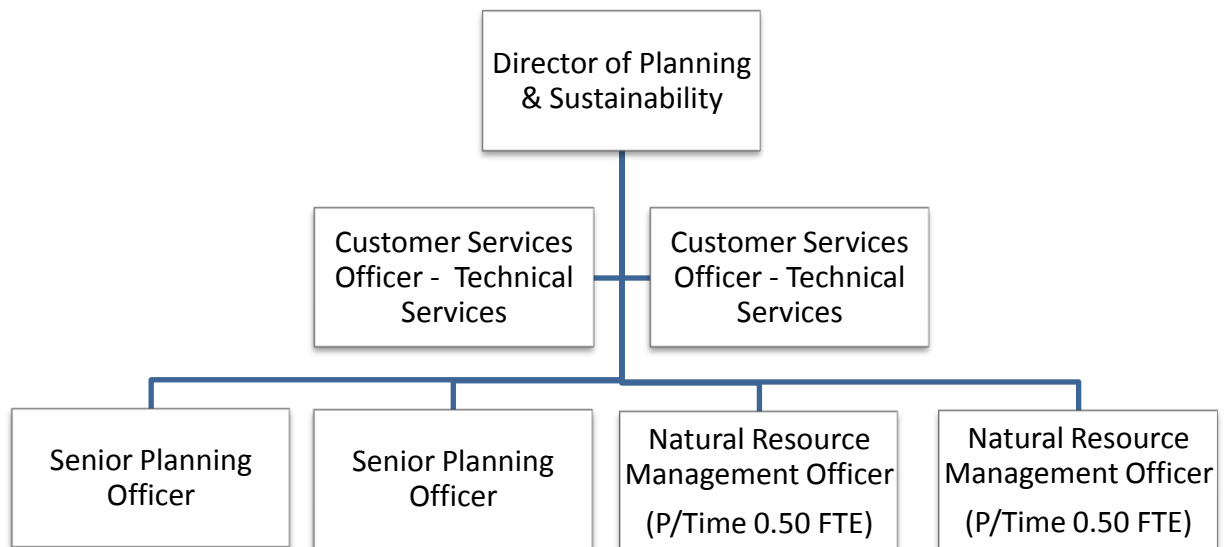 Director of Planning
& Sustainability
Customer Services
Officer - Technical
Services
Customer Services
Officer - Technical
Services
Senior Planning
Officer
Senior Planning
Officer
Natural Resource
Management Officer
(P/Time 0.50 FTE)
Natural Resource
Management Officer
(P/Time 0.50 FTE)